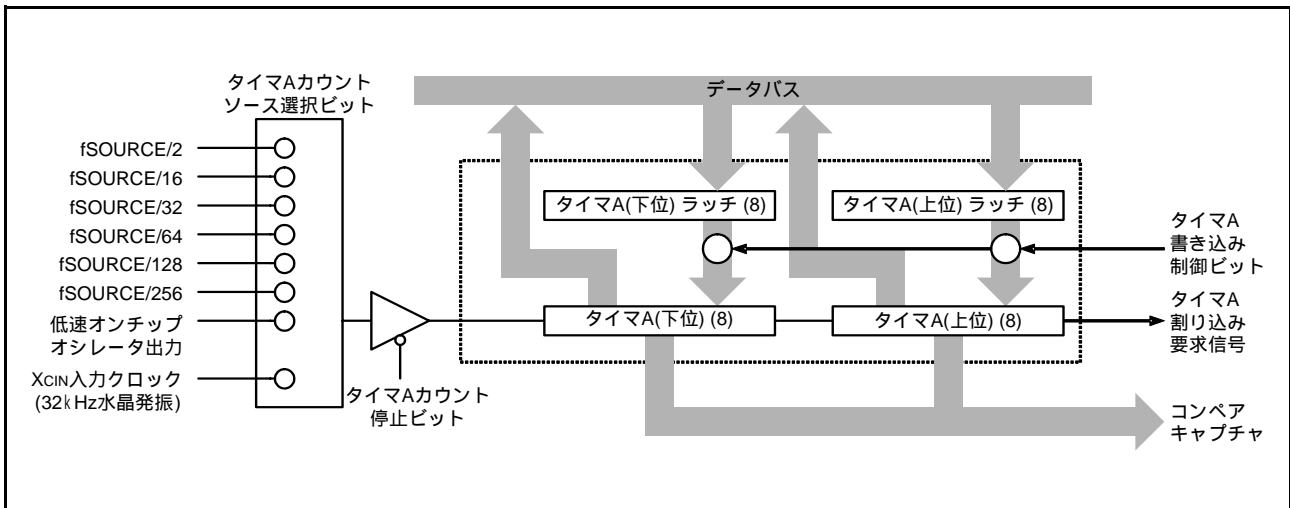 タイマAカウント
ソース選択ビット
データバス
fSOURCE/2
fSOURCE/16
fSOURCE/32
fSOURCE/64
fSOURCE/128
fSOURCE/256
低速オンチップ
オシレータ出力
XCIN入力クロック
(32kHz水晶発振)
タイマAカウント
停止ビット
タイマA(下位) ラッチ (8)
タイマA(上位) ラッチ (8)
タイマA
書き込み
制御ビット
タイマA(下位) (8)
タイマA(上位) (8)
タイマA
割り込み
要求信号
コンペア
キャプチャ